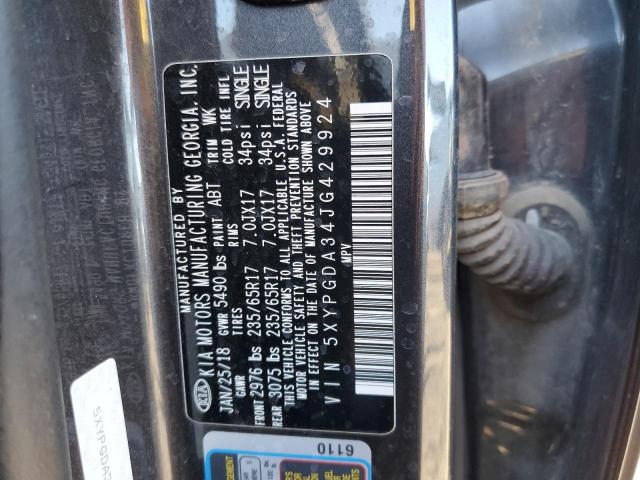 MANUFACTURED BY
KIA KIA MOTORS MANUFACTURING GEORGIA, INC.
JAN/25/18 GVWR 5490 lbs PAINT ABT TRIM WK
GAWR TIRES RIMS COLD TIRE INFL
FRONT 2976 lbs 235/65R17 7.0JX17 34psi SINGLE
REAR 3075 lbs 235/65R17 7.0JX17 34psi SINGLE
THIS VEHICLE CONFORMS TO ALL APPLICABLE U.S.A. FEDERAL
MOTOR VEHICLE SAFETY AND THEFT PREVENTION STANDARDS
IN EFFECT ON THE DATE OF MANUFACTURE SHOWN ABOVE
VIN 5XYPGDA34JG429924
MPV
6110
5XYPGDA3